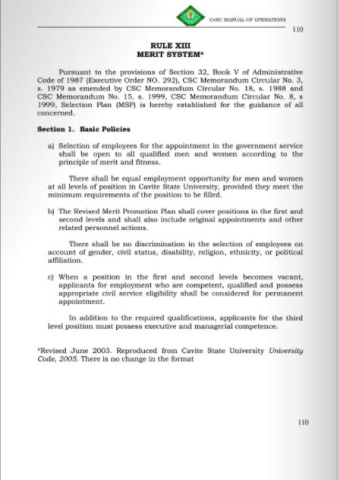 CvSU MANUAL OF OPERATIONS
110
RULE XIII
MERIT SYSTEM*
Pursuant to the provisions of Section 32, Book V of Administrative
Code of 1987 (Executive Order NO. 292), CSC Memorandum Circular No. 3,
s. 1979 as emended by CSC Memorandum Circular No. 18, s. 1988 and
CSC Memorandum No. 15, s. 1999, CSC Memorandum Circular No. 8, s
1999, Selection Plan (MSP) is hereby established for the guidance of all
concerned.
Section 1. Basic Policies
a) Selection of employees for the appointment in the government service
shall be open to all qualified men and women according to the
principle of merit and fitness.
There shall be equal employment opportunity for men and women
at all levels of position in Cavite State University, provided they meet the
minimum requirements of the position to be filled.
b) The Revised Merit Promotion Plan shall cover positions in the first and
second levels and shall also include original appointments and other
related personnel actions.
There shall be no discrimination in the selection of employees on
account of gender, civil status, disability, religion, ethnicity, or political
affiliation.
c) When a position in the first and second levels becomes vacant,
applicants for employment who are competent, qualified and possess
appropriate civil service eligibility shall be considered for permanent
appointment.
In addition to the required qualifications, applicants for the third
level position must possess executive and managerial competence.
*Revised June 2003. Reproduced from Cavite State University University
Code, 2005. There is no change in the format
110